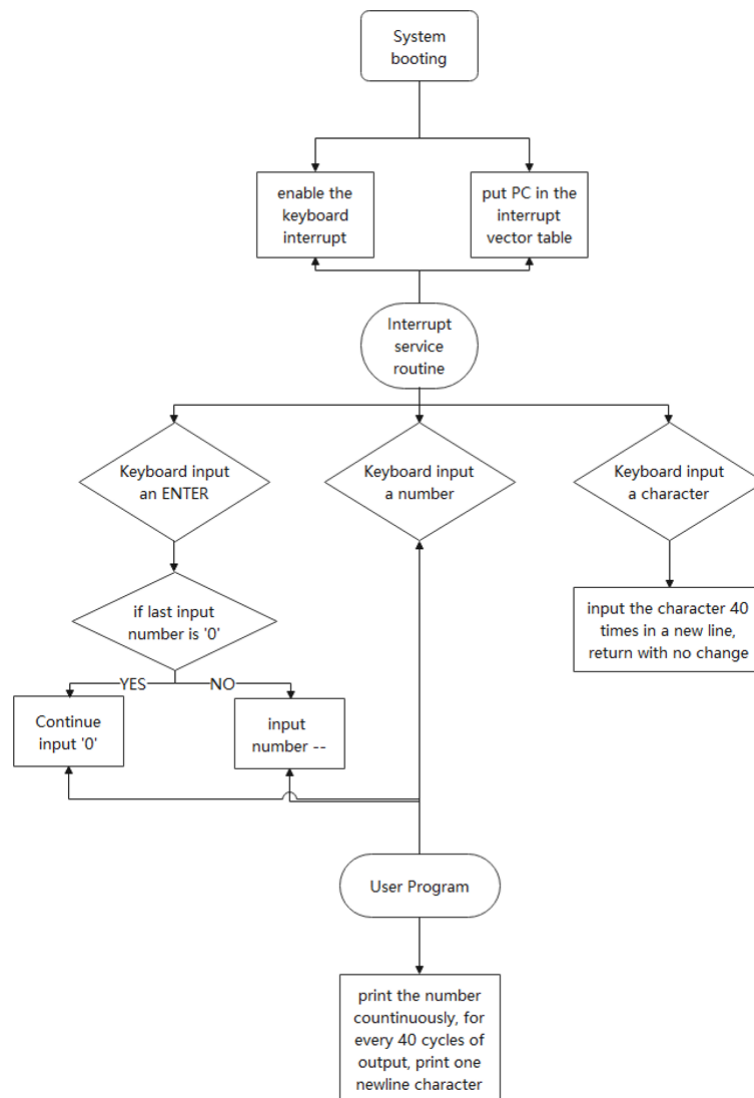 System
booting
enable the
keyboard
interrupt
put PC in the
interrupt
vector table
Interrupt
service
routine
Keyboard input
an ENTER
Keyboard input
a number
Keyboard input
a character
if last input
number is '0'
input the character 40
times in a new line,
return with no change
YES
NO
Continue
input '0'
input
number --
User Program
print the number
countinuously, for
every 40 cycles of
output, print one
newline character